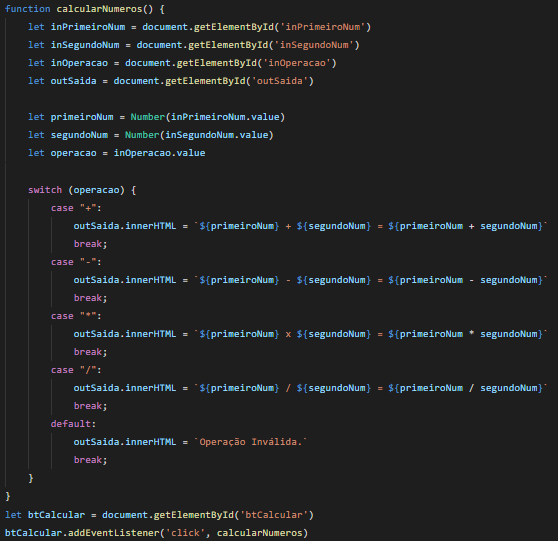 function calcularNumeros() {
    let inPrimeiroNum = document.getElementById('inPrimeiroNum')
    let inSegundoNum = document.getElementById('inSegundoNum')
    let inOperacao = document.getElementById('inOperacao')
    let outSaida = document.getElementById('outSaida')

    let primeiroNum = Number(inPrimeiroNum.value)
    let segundoNum = Number(inSegundoNum.value)
    let operacao = inOperacao.value

    switch (operacao) {
        case "+":
            outSaida.innerHTML = `${primeiroNum} + ${segundoNum} = ${primeiroNum + segundoNum}`
            break;
        case "-":
            outSaida.innerHTML = `${primeiroNum} - ${segundoNum} = ${primeiroNum - segundoNum}`
            break;
        case "*":
            outSaida.innerHTML = `${primeiroNum} x ${segundoNum} = ${primeiroNum * segundoNum}`
            break;
        case "/":
            outSaida.innerHTML = `${primeiroNum} / ${segundoNum} = ${primeiroNum / segundoNum}`
            break;
        default:
            outSaida.innerHTML = `Operação Inválida.`
            break;
    }
}
let btCalcular = document.getElementById('btCalcular')
btCalcular.addEventListener('click', calcularNumeros)